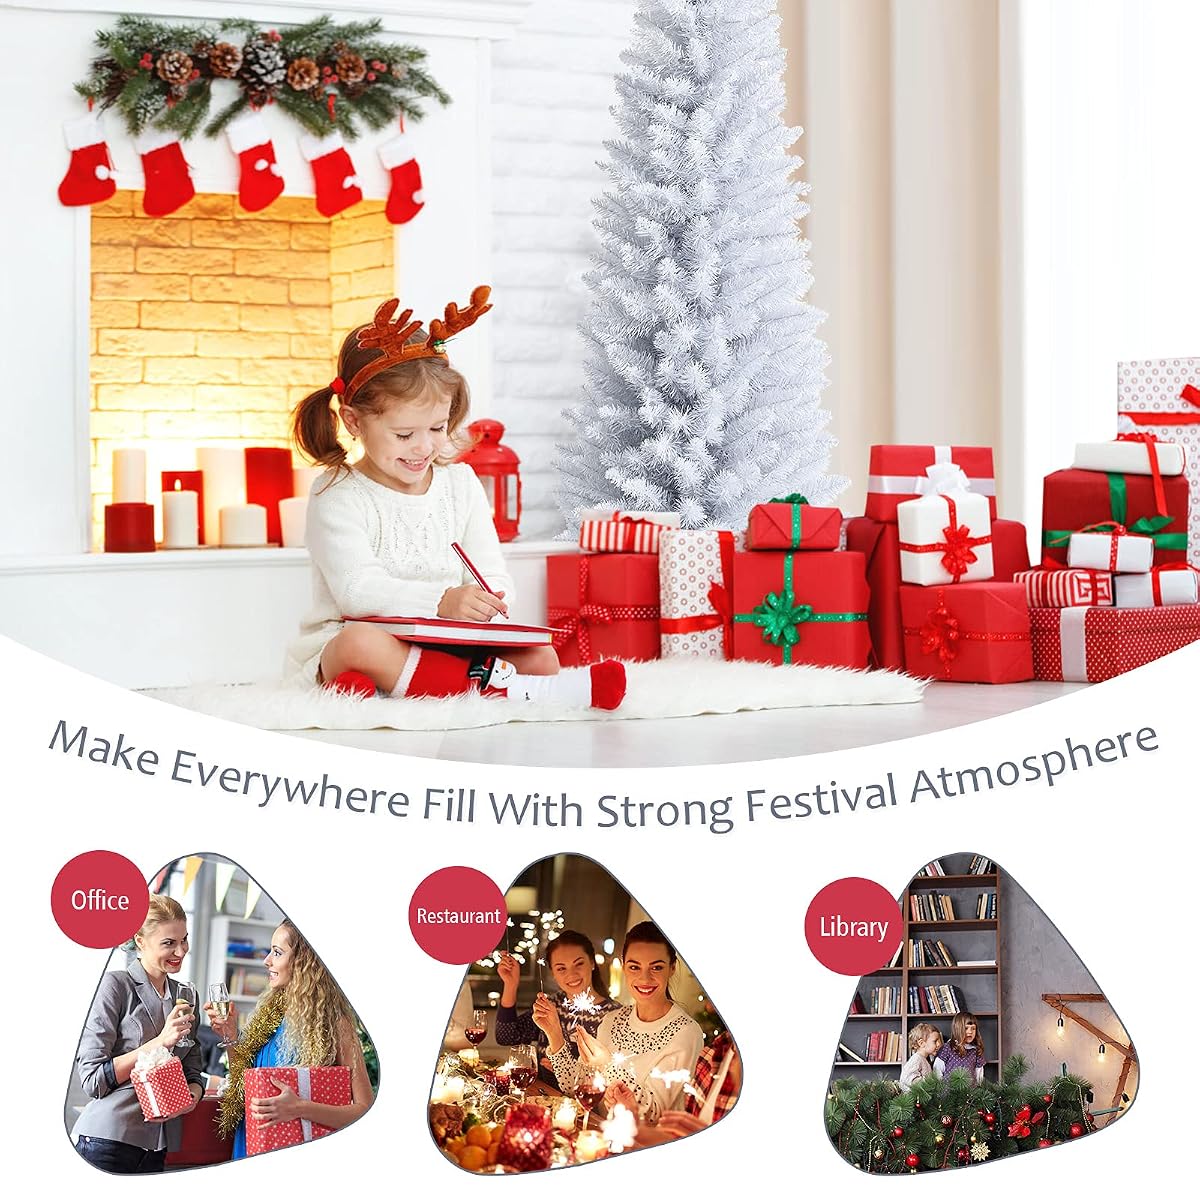 Make Everywhere Fill With Strong Festival Atmosphere
Office
Restaurant
Library